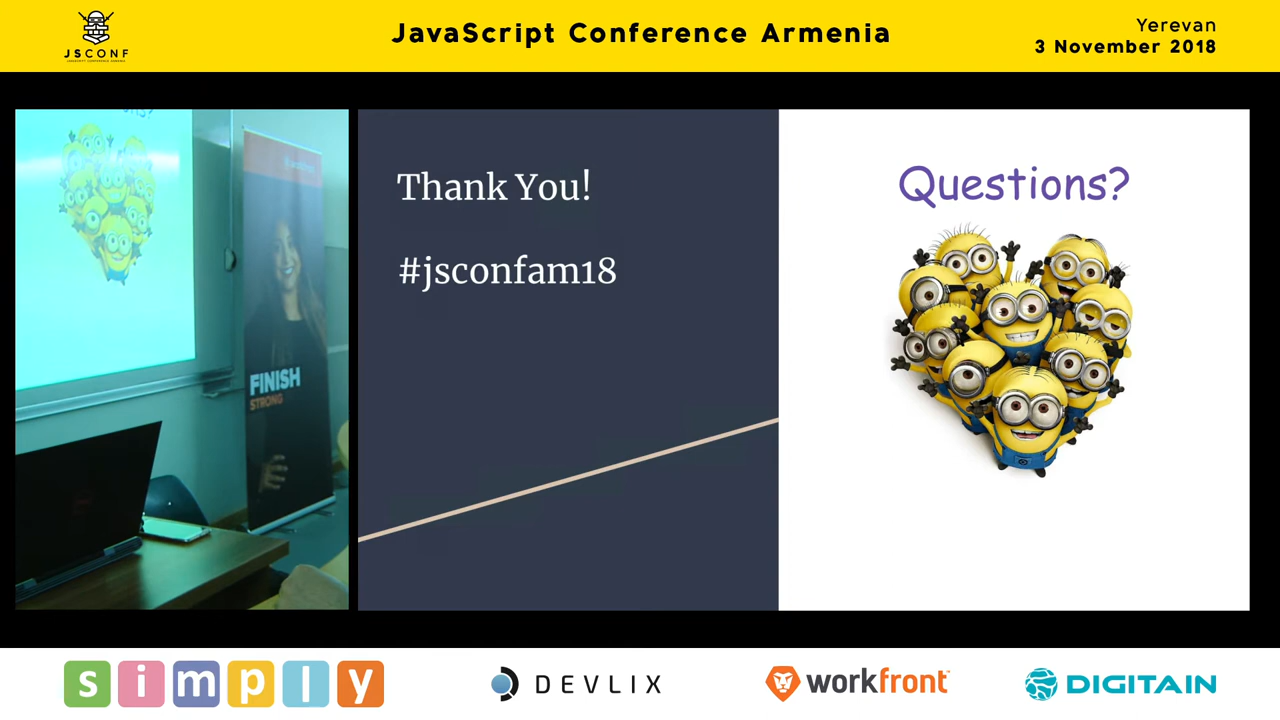 JSCONF
JavaScript Conference Armenia
Yerevan
3 November 2018
FINISH
STRONG
Thank You!
#jsconfam18
Questions?
simply
DEVLIX
workfront
DIGITAIN